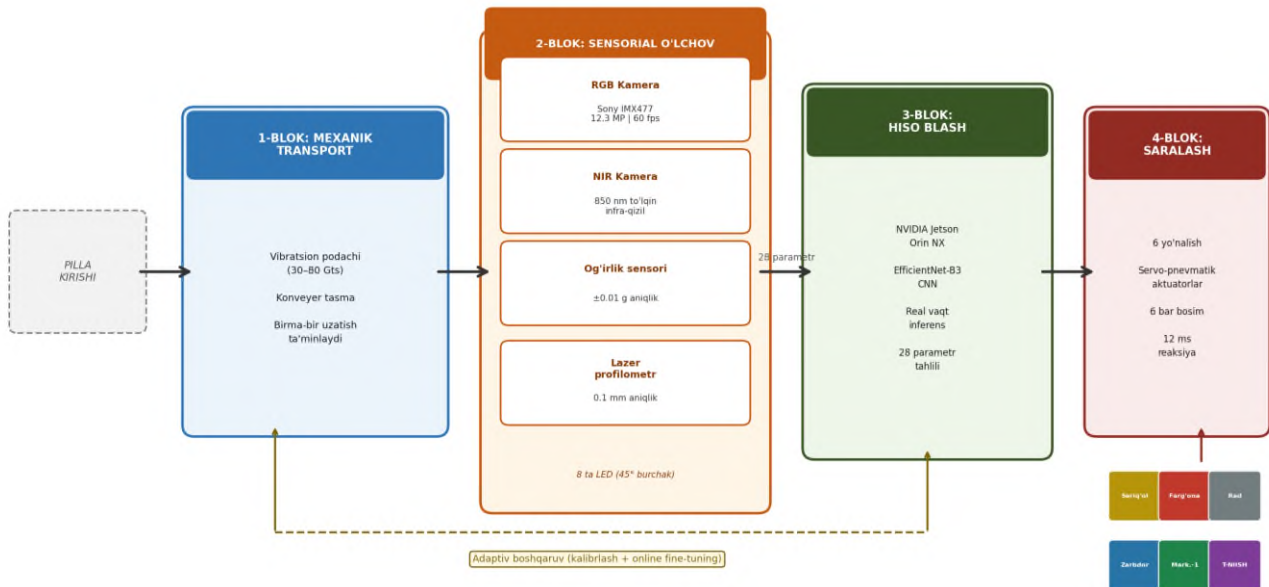 PILLA
KIRISHI
1-BLOK: MEXANIK
TRANSPORT
Vibratsion podachi
(30–80 Gts)
Konveyer tasma
Birma-bir uzatish
ta'minlaydi
2-BLOK: SENSORIAL O'LCHOV
RGB Kamera
Sony IMX477
12.3 MP | 60 fps
NIR Kamera
850 nm to'lqin
infra-qizil
Og'irlik sensori
±0.01 g aniqlik
Lazer
profilometr
0.1 mm aniqlik
8 ta LED (45° burchak)
28 parametr
3-BLOK:
HISO BLASH
NVIDIA Jetson
Orin NX
EfficientNet-B3
CNN
Real vaqt
inferens
28 parametr
tahlili
4-BLOK:
SARALASH
6 yo'nalish
Servo-pnevmatik
aktuatorlar
6 bar bosim
12 ms
reaksiya
Farg'ona
Mark.-1
Adaptiv boshqaruv (kalibrlash + online fine-tuning)